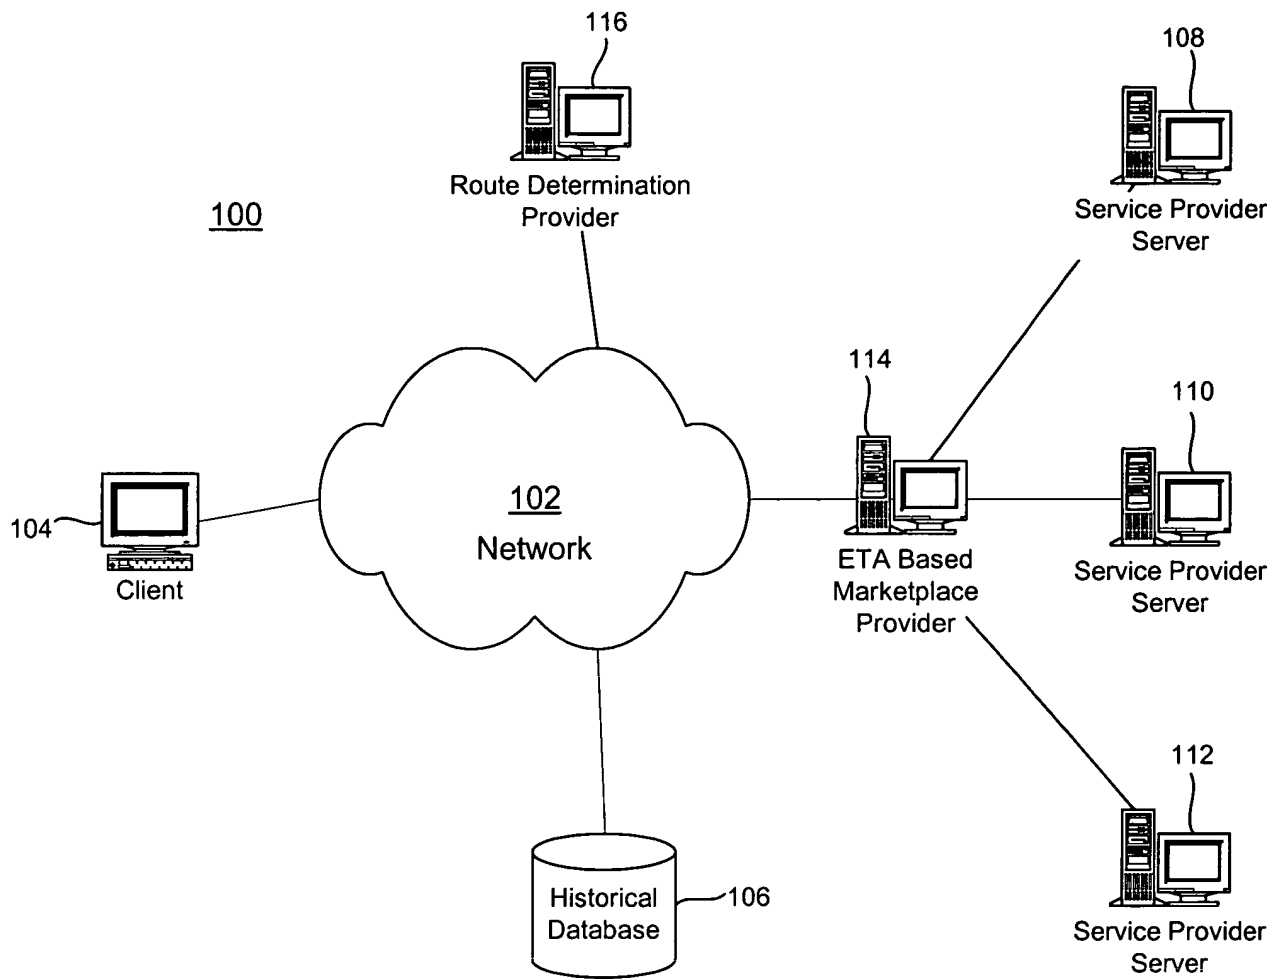 116
108
Route Determination
Provider
100
Service Provider
Server
114
110
102
Network
104
Client
ETA Based
Marketplace
Provider
Service Provider
Server
112
Historical
Database
106
Service Provider
Server